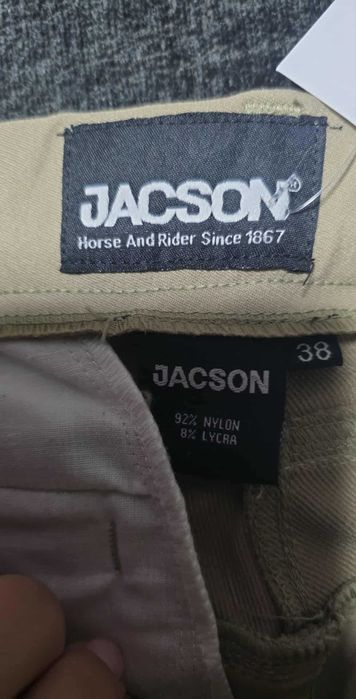 JACSON
Horse And Rider Since 1867
38
JACSON
92% NYLON
8% LYCRA